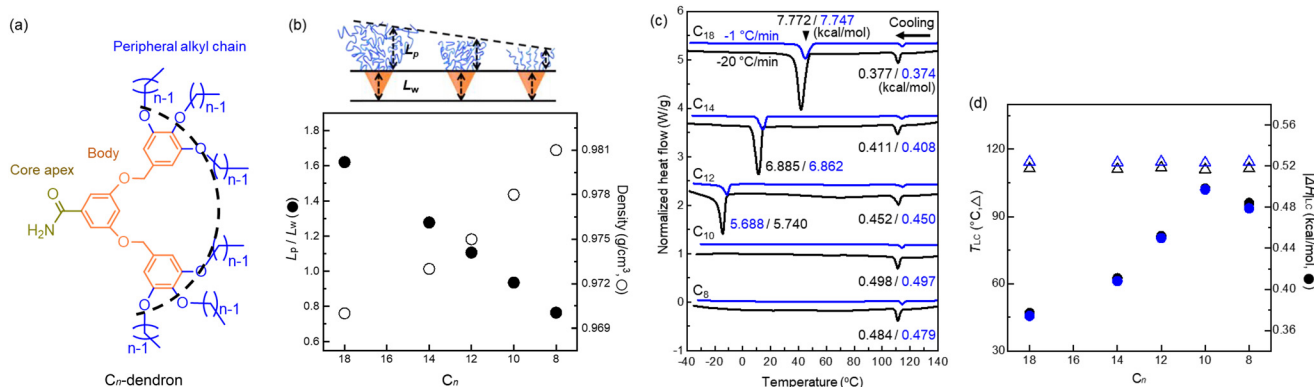 (a)
Peripheral alkyl chain
n-1
n-1
n-1
O
O
O
n-1
Core apex
Body
O
O
H₂N
O
n-1
O
O
O
n-1
n-1
n-1
Cn-dendron
(b)
Lp
Lw
Lp / Lw (●)
1.8
1.6
1.4
1.2
1.0
0.8
0.6
0.981
0.978
0.975
0.972
0.969
Density (g/cm³, ○)
18
16
14
12
10
8
Cn
(c)
7.772 / 7.747
(kcal/mol)
Cooling
C18
-1 °C/min
-20 °C/min
0.377 / 0.374
(kcal/mol)
C14
0.411 / 0.408
6.885 / 6.862
C12
5.688 / 5.740
0.452 / 0.450
C10
0.498 / 0.497
C8
0.484 / 0.479
Normalized heat flow (W/g)
6
5
4
3
2
1
0
-1
-40
-20
0
20
40
60
80
100
120
140
Temperature (°C)
(d)
TLC (°C, △)
120
90
60
30
0.56
0.52
0.48
0.44
0.40
0.36
|ΔH|LC (kcal/mol, ●)
18
16
14
12
10
8
Cn